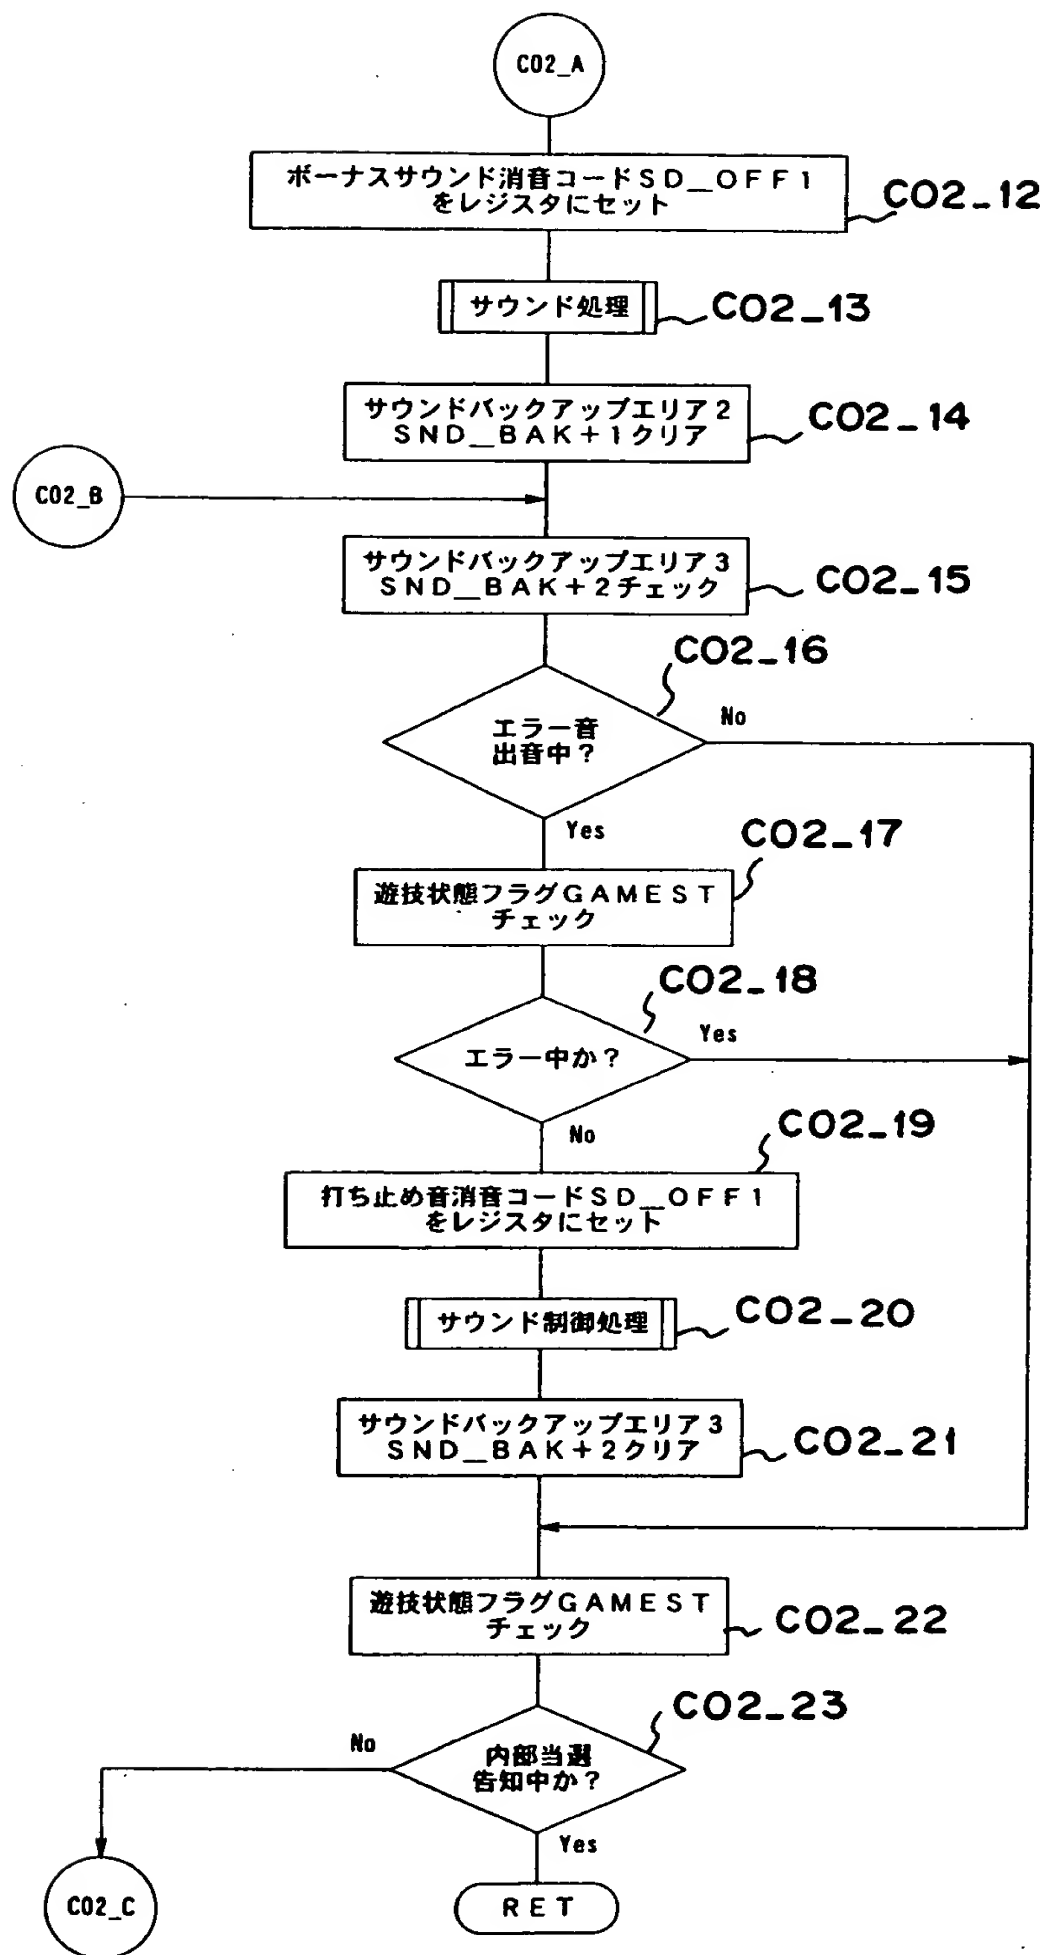 C02_A
ボーナスサウンド消音コードSD__OFF1
をレジスタにセット
C02_12
サウンド処理
C02_13
サウンドバックアップエリア2
SND__BAK+1クリア
C02_14
C02_B
サウンドバックアップエリア3
SND__BAK+2チェック
C02_15
C02_16
エラー音
出音中?
No
Yes
C02_17
遊技状態フラグGAMEST
チェック
C02_18
エラー中か?
Yes
No
C02_19
打ち止め音消音コードSD__OFF1
をレジスタにセット
サウンド制御処理
C02_20
サウンドバックアップエリア3
SND__BAK+2クリア
C02_21
遊技状態フラグGAMEST
チェック
C02_22
C02_23
No
内部当選
告知中か?
Yes
C02_C
RET